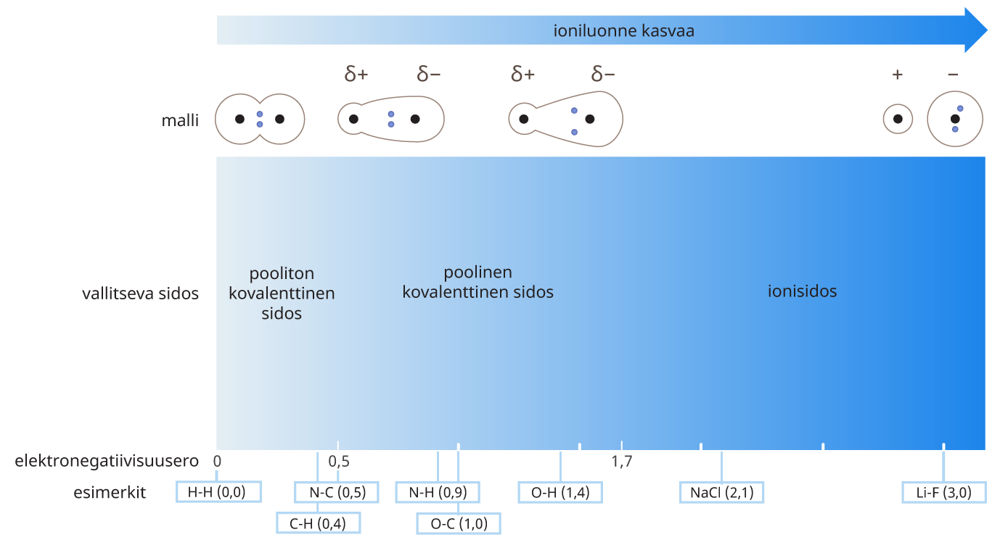 ioniluonne kasvaa
δ+ δ− δ+ δ− + −
malli
pooliton
kovalenttinen
sidos
poolinen
kovalenttinen sidos
ionisidos
vallitseva sidos
elektronegatiivisuusero 0 0,5 1,7
esimerkit H-H (0,0) N-C (0,5) N-H (0,9) O-H (1,4) NaCl (2,1) Li-F (3,0)
C-H (0,4) O-C (1,0)